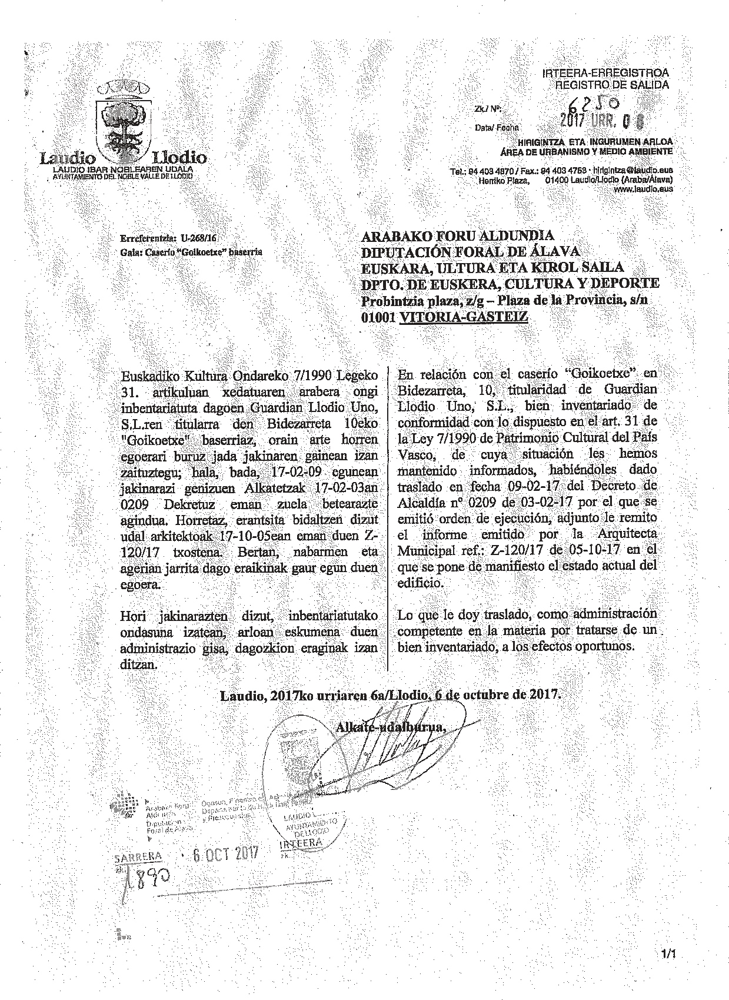 IRTEERA-ERREGISTROA
REGISTRO DE SALIDA
Zk./ Nº: 6250
Data/ Fecha 2017 URR. 0
HIRIGINTZA ETA INGURUMEN ARLOA
ÁREA DE URBANISMO Y MEDIO AMBIENTE
Tel.: 94 403 4870 / Fax.: 94 403 4753 · hirigintza@laudio.eus
Herriko Plaza, 01400 Laudio/Llodio (Araba/Álava)
www.laudio.eus
Laudio Llodio
LAUDIO IBAR NOBLEAREN UDALA
AYUNTAMIENTO DEL NOBLE VALLE DE LLODIO
Erreferentzia: U-268/16
Gaia: Caserío "Goikoetxe" baserria
ARABAKO FORU ALDUNDIA
DIPUTACIÓN FORAL DE ÁLAVA
EUSKARA, ULTURA ETA KIROL SAILA
DPTO. DE EUSKERA, CULTURA Y DEPORTE
Probintzia plaza, z/g – Plaza de la Provincia, s/n
01001 VITORIA-GASTEIZ
Euskadiko Kultura Ondareko 7/1990 Legeko
31. artikuluan xedatuaren arabera ongi
inbentariatuta dagoen Guardian Llodio Uno,
S.L.ren titularra den Bidezarreta 10eko
"Goikoetxe" baserriaz, orain arte horren
egoerari buruz jada jakinaren gainean izan
zaituztegu; hala, bada, 17-02-09 egunean
jakinarazi genizuen Alkatetzak 17-02-03an
0209 Dekretuz eman zuela betearazte
agindua. Horretaz, erantsita bidaltzen dizut
udal arkitektoak 17-10-05ean eman duen Z-
120/17 txostena. Bertan, nabarmen eta
agerian jarrita dago eraikinak gaur egun duen
egoera.
Hori jakinarazten dizut, inbentariatutako
ondasuna izatean, arloan eskumena duen
administrazio gisa, dagozkion eraginak izan
ditzan.
En relación con el caserío “Goikoetxe” en
Bidezarreta, 10, titularidad de Guardian
Llodio Uno, S.L., bien inventariado de
conformidad con lo dispuesto en el art. 31 de
la Ley 7/1990 de Patrimonio Cultural del País
Vasco, de cuya situación les hemos
mantenido informados, habiéndoles dado
traslado en fecha 09-02-17 del Decreto de
Alcaldía nº 0209 de 03-02-17 por el que se
emitió orden de ejecución, adjunto le remito
el informe emitido por la Arquitecta
Municipal ref.: Z-120/17 de 05-10-17 en el
que se pone de manifiesto el estado actual del
edificio.
Lo que le doy traslado, como administración
competente en la materia por tratarse de un
bien inventariado, a los efectos oportunos.
Laudio, 2017ko urriaren 6a/Llodio, 6 de octubre de 2017.
Alkate-udalburua,
Arabako Foru
Aldundia
Diputación
Foral de Álava
LAUDIO
AYUNTAMIENTO
DE LLODIO
SARRERA 6 OCT 2017 IRTEERA
zk. 1890 zk.
1/1